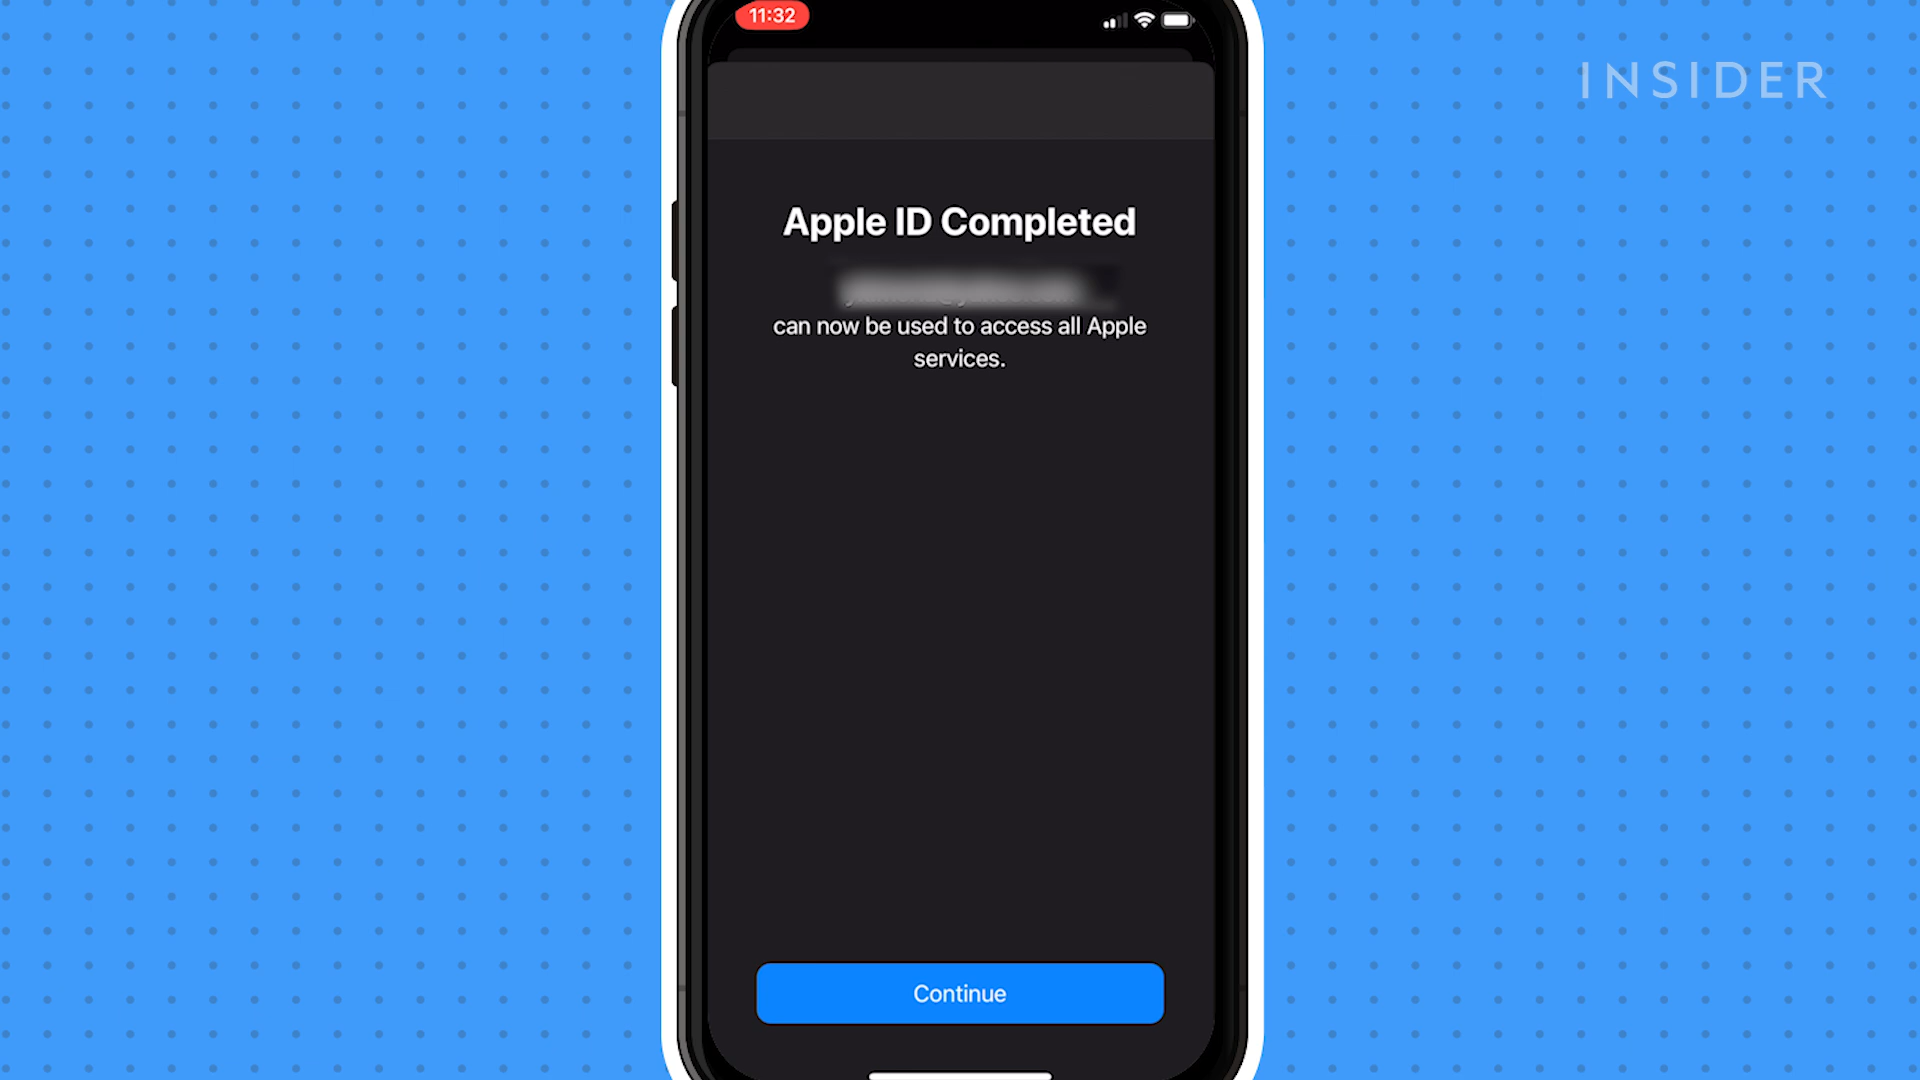 11:32
INSIDER
Apple ID Completed
can now be used to access all Apple
services.
Continue